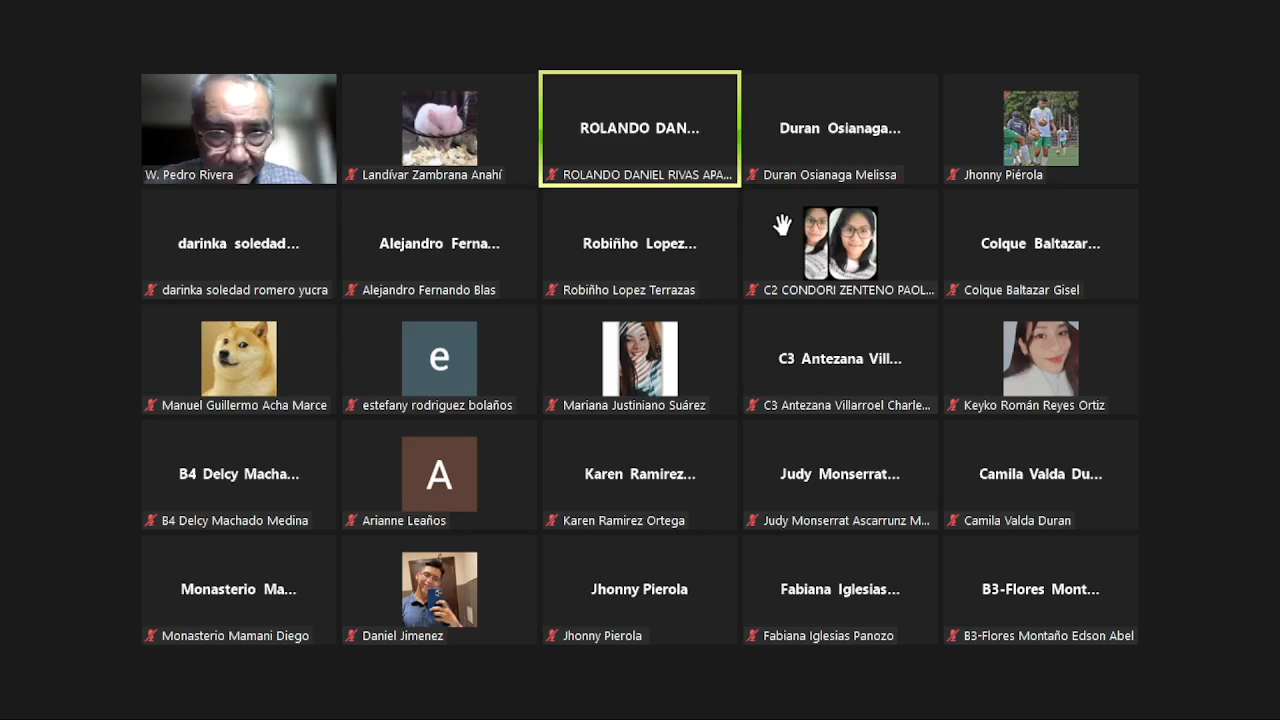 W. Pedro Rivera
Landívar Zambrana Anahí
ROLANDO DAN...
ROLANDO DANIEL RIVAS APA...
Duran Osianaga...
Duran Osianaga Melissa
Jhonny Piérola
darinka soledad...
darinka soledad romero yucra
Alejandro Ferna...
Alejandro Fernando Blas
Robiñho Lopez...
Robiñho Lopez Terrazas
C2 CONDORI ZENTENO PAOL...
Colque Baltazar...
Colque Baltazar Gisel
Manuel Guillermo Acha Marce
e
estefany rodriguez bolaños
Mariana Justiniano Suárez
C3 Antezana Vill...
C3 Antezana Villarroel Charle...
Keyko Román Reyes Ortiz
B4 Delcy Macha...
B4 Delcy Machado Medina
A
Arianne Leaños
Karen Ramirez...
Karen Ramirez Ortega
Judy Monserrat...
Judy Monserrat Ascarrunz M...
Camila Valda Du...
Camila Valda Duran
Monasterio Ma...
Monasterio Mamani Diego
Daniel Jimenez
Jhonny Pierola
Jhonny Pierola
Fabiana Iglesias...
Fabiana Iglesias Panozo
B3-Flores Mont...
B3-Flores Montaño Edson Abel